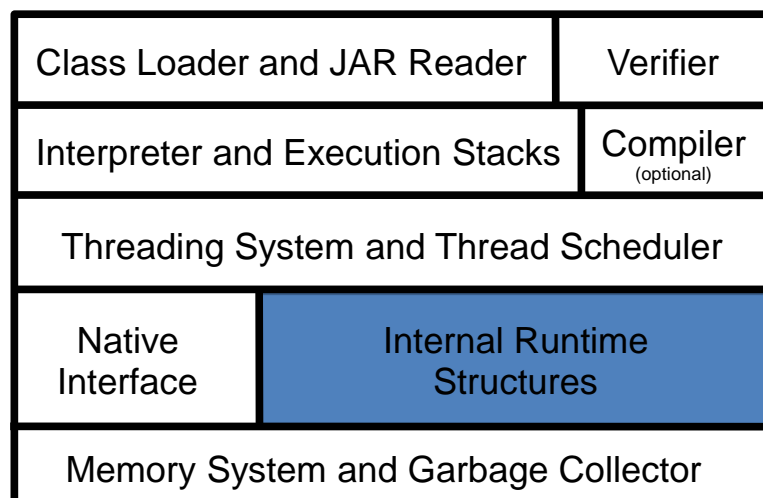 Class Loader and JAR Reader
Verifier
Interpreter and Execution Stacks
Compiler
(optional)
Threading System and Thread Scheduler
Native
Interface
Internal Runtime
Structures
Memory System and Garbage Collector